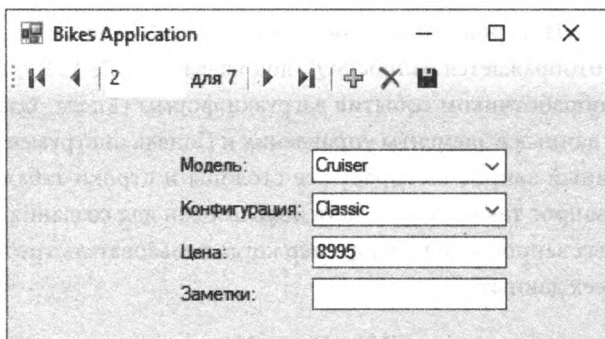 Bikes Application
2 для 7
Модель: Cruiser
Конфигурация: Classic
Цена: 8995
Заметки: